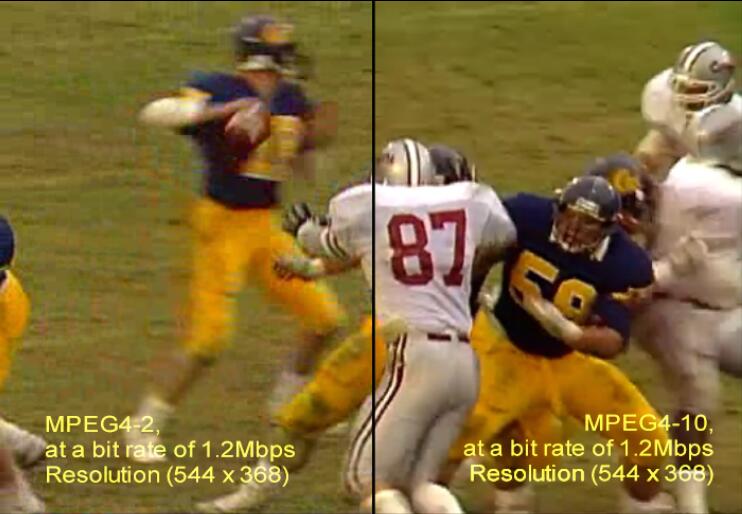 87
59
MPEG4-2,
at a bit rate of 1.2Mbps
Resolution (544 x 368)
MPEG4-10,
at a bit rate of 1.2Mbps
Resolution (544 x 368)